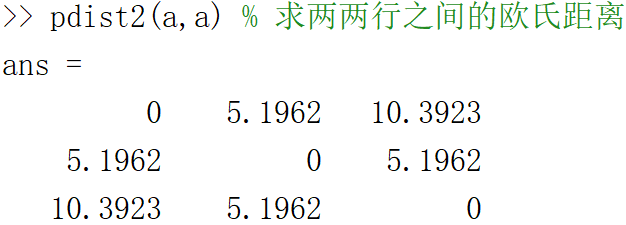 >> pdist2(a,a) % 求两两行之间的欧氏距离
ans =
0 5.1962 10.3923
5.1962 0 5.1962
10.3923 5.1962 0